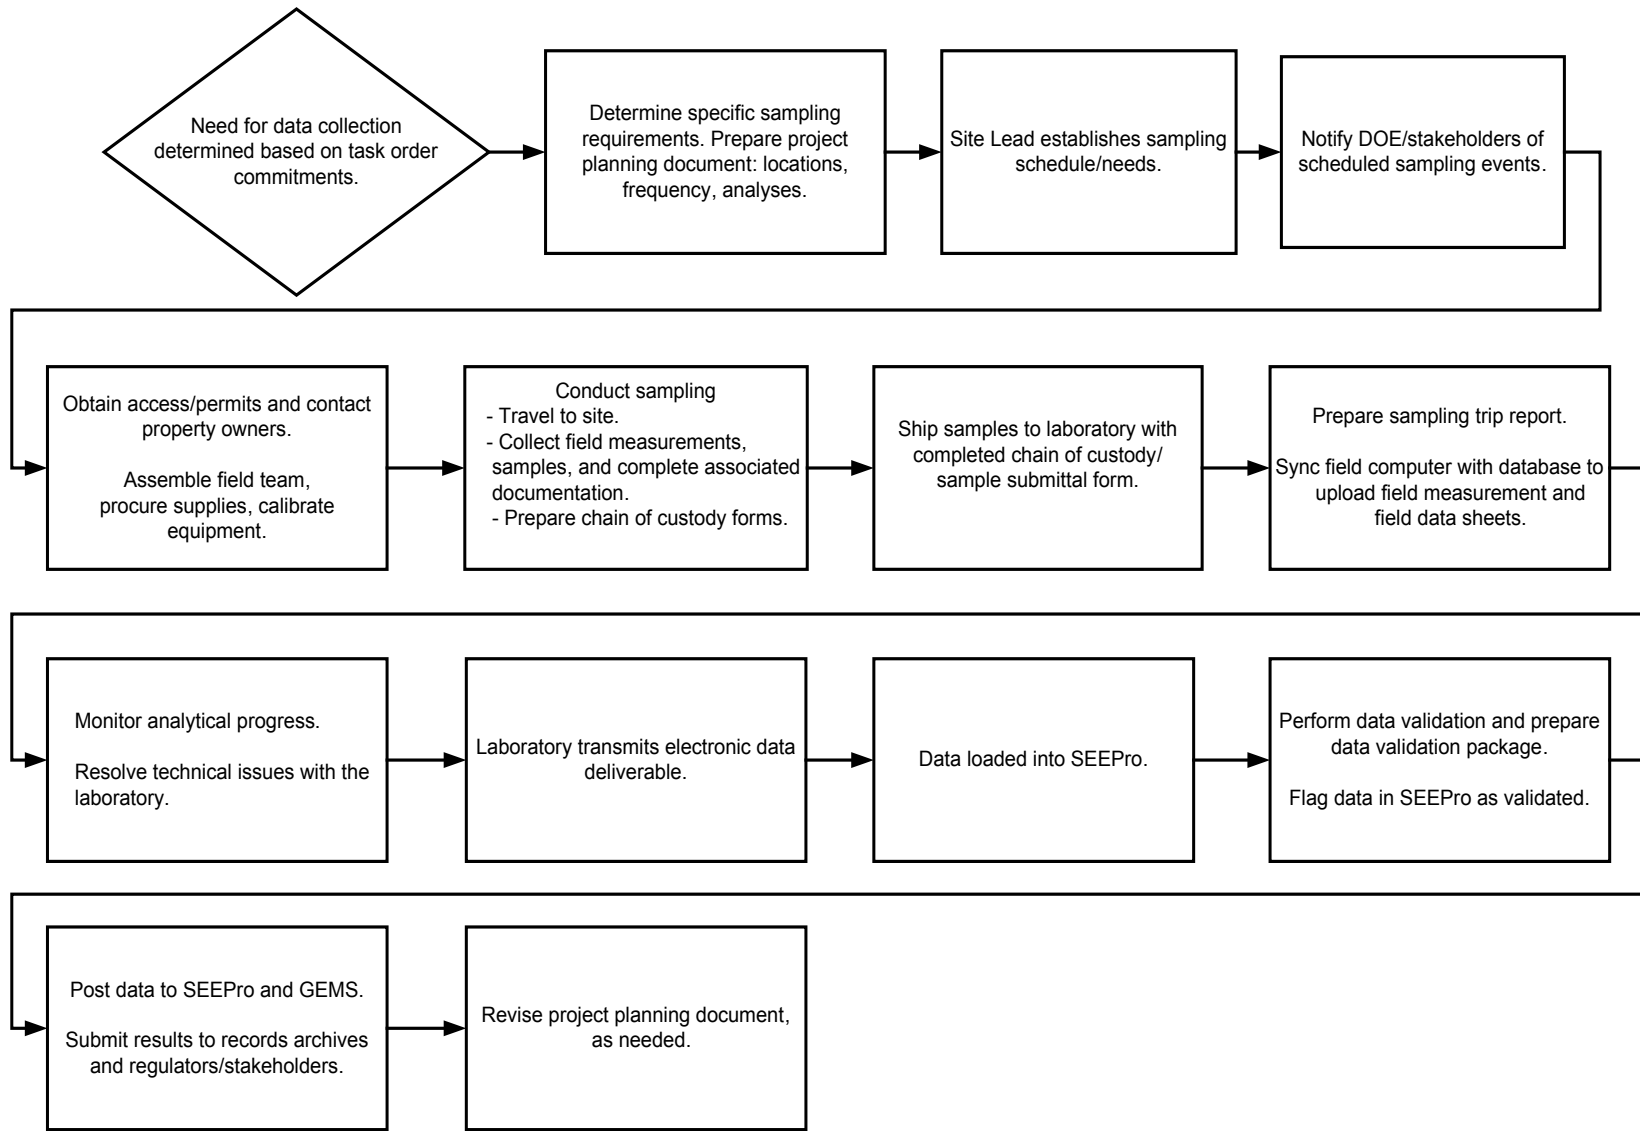 Need for data collection
determined based on task order
commitments.
Determine specific sampling
requirements. Prepare project
planning document: locations,
frequency, analyses.
Site Lead establishes sampling
schedule/needs.
Notify DOE/stakeholders of
scheduled sampling events.
Obtain access/permits and contact
property owners.
Assemble field team,
procure supplies, calibrate
equipment.
Conduct sampling
- Travel to site.
- Collect field measurements,
samples, and complete associated
documentation.
- Prepare chain of custody forms.
Ship samples to laboratory with
completed chain of custody/
sample submittal form.
Prepare sampling trip report.
Sync field computer with database to
upload field measurement and
field data sheets.
Monitor analytical progress.
Resolve technical issues with the
laboratory.
Laboratory transmits electronic data
deliverable.
Data loaded into SEEPro.
Perform data validation and prepare
data validation package.
Flag data in SEEPro as validated.
Post data to SEEPro and GEMS.
Submit results to records archives
and regulators/stakeholders.
Revise project planning document,
as needed.